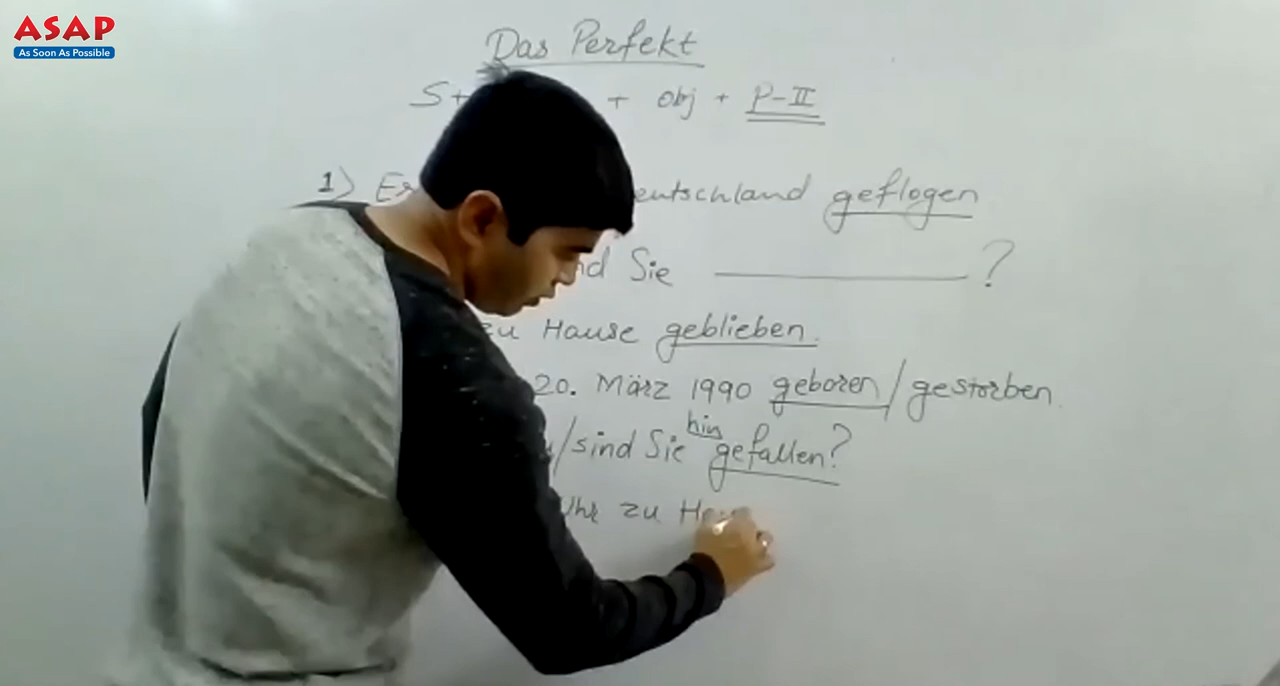 ASAP
As Soon As Possible
Das Perfekt
S+ + obj + P-II
1) Er eutschland geflogen
nd Sie ?
zu Hause geblieben.
20. März 1990 geboren/gestorben
/sind Sie hin gefallen?
Uhr zu